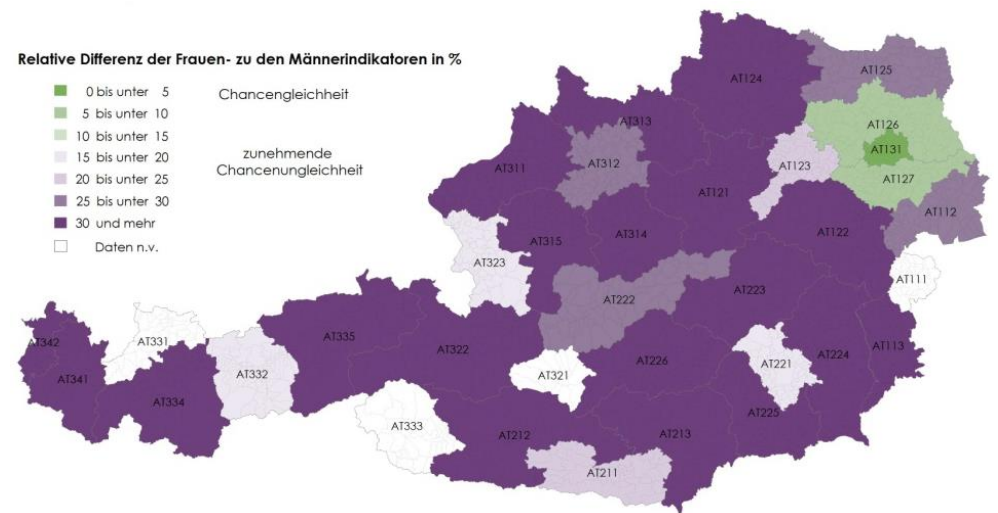 Relative Differenz der Frauen- zu den Männerindikatoren in %
0 bis unter 5
Chancengleichheit
5 bis unter 10
10 bis unter 15
15 bis unter 20
zunehmende
Chancenungleichheit
20 bis unter 25
25 bis unter 30
30 und mehr
Daten n.v.
AT124
AT125
AT313
AT126
AT131
AT311
AT312
AT123
AT127
AT121
AT112
AT122
AT315
AT314
AT323
AT111
AT222
AT223
AT342
AT331
AT335
AT322
AT226
AT221
AT224
AT113
AT341
AT332
AT321
AT334
AT225
AT333
AT212
AT213
AT211